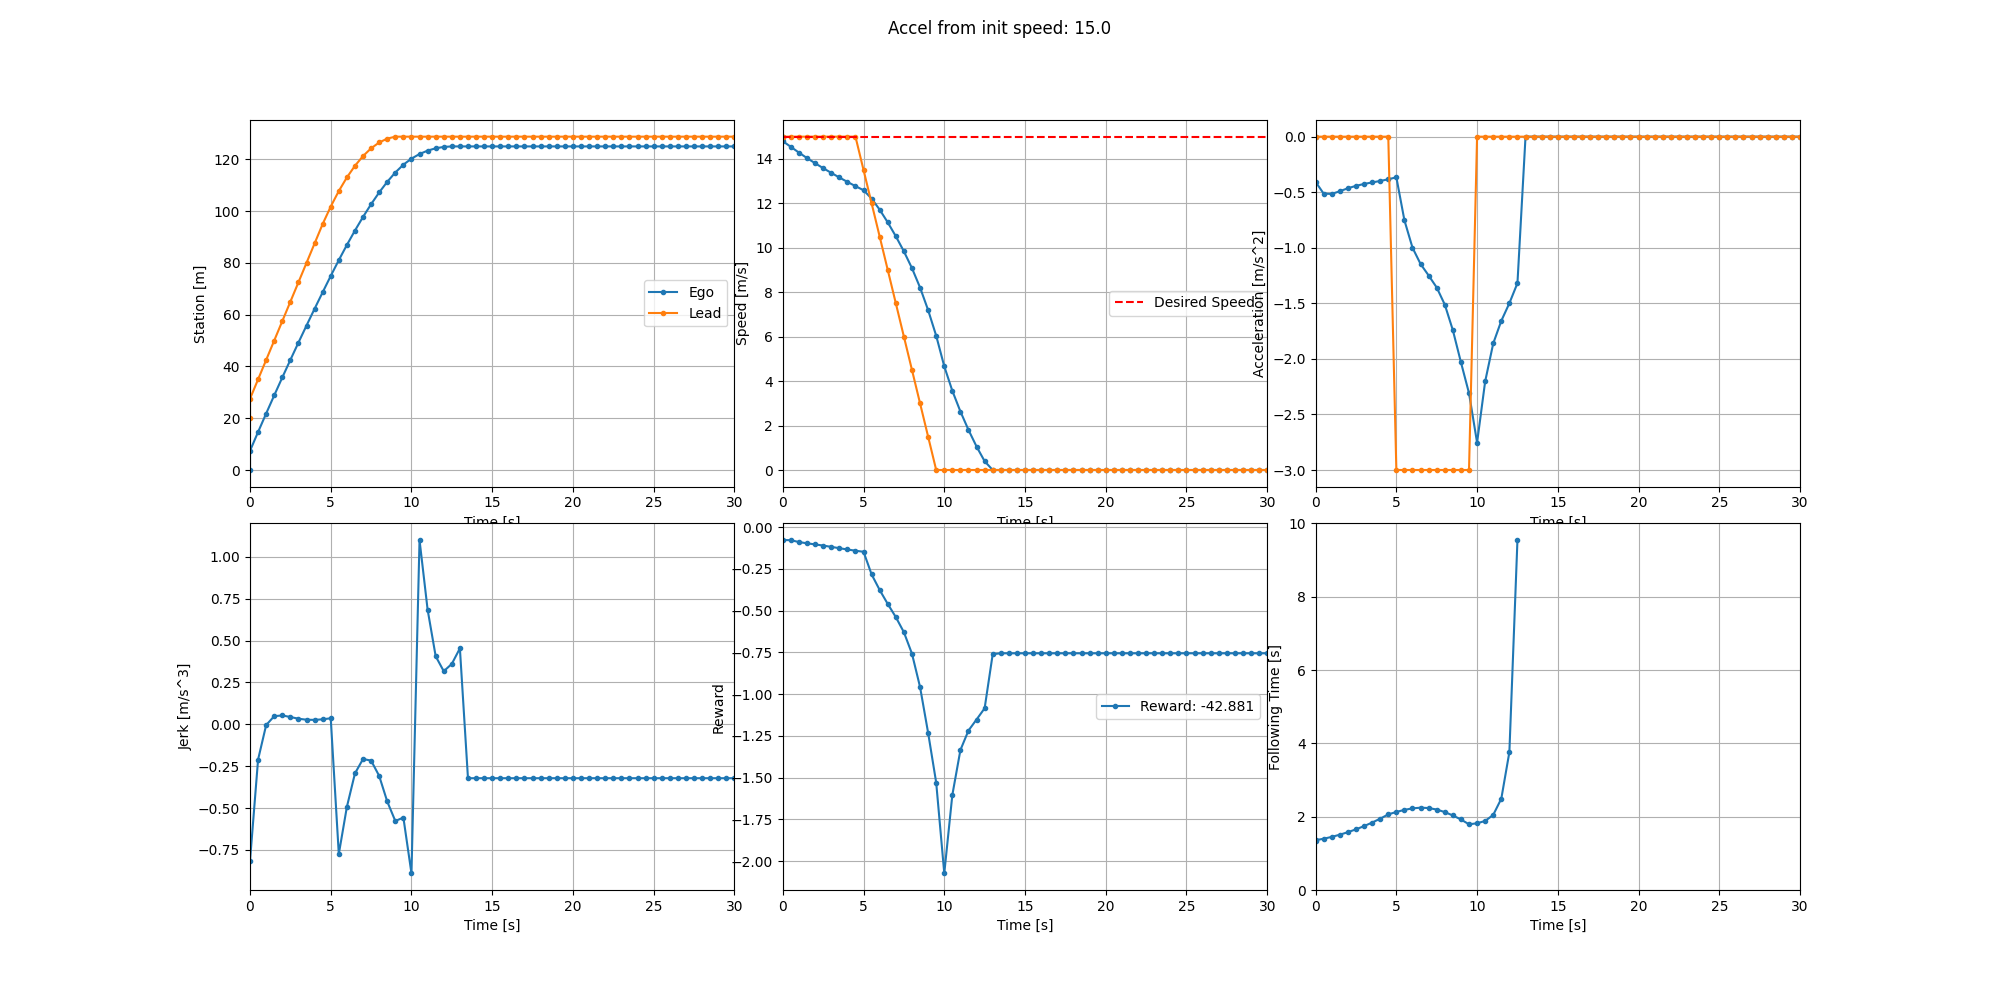 Accel from init speed: 15.0
Station [m]
120
100
80
60
40
20
0
Ego
Lead
0 5 10 15 20 25 30
Time [s]
Speed [m/s]
14
12
10
8
6
4
2
0
Desired Speed
0 5 10 15 20 25 30
Time [s]
Acceleration [m/s^2]
0.0
−0.5
−1.0
−1.5
−2.0
−2.5
−3.0
0 5 10 15 20 25 30
Time [s]
Jerk [m/s^3]
1.00
0.75
0.50
0.25
0.00
−0.25
−0.50
−0.75
0 5 10 15 20 25 30
Time [s]
Reward
0.00
−0.25
−0.50
−0.75
−1.00
−1.25
−1.50
−1.75
−2.00
Reward: -42.881
0 5 10 15 20 25 30
Time [s]
Following Time [s]
10
8
6
4
2
0
0 5 10 15 20 25 30
Time [s]